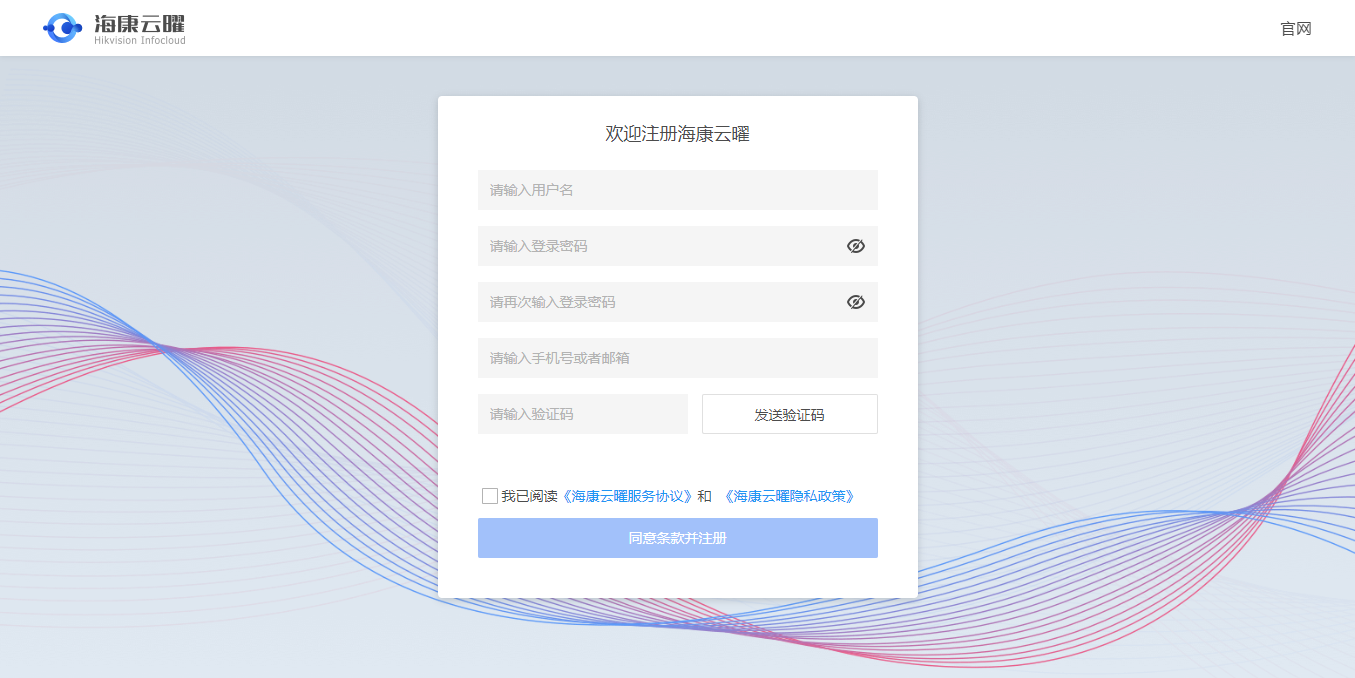 海康云曜
Hikvision Infocloud
官网
欢迎注册海康云曜
请输入用户名
请输入登录密码
请再次输入登录密码
请输入手机号或者邮箱
请输入验证码 发送验证码
我已阅读《海康云曜服务协议》和 《海康云曜隐私政策》
同意条款并注册